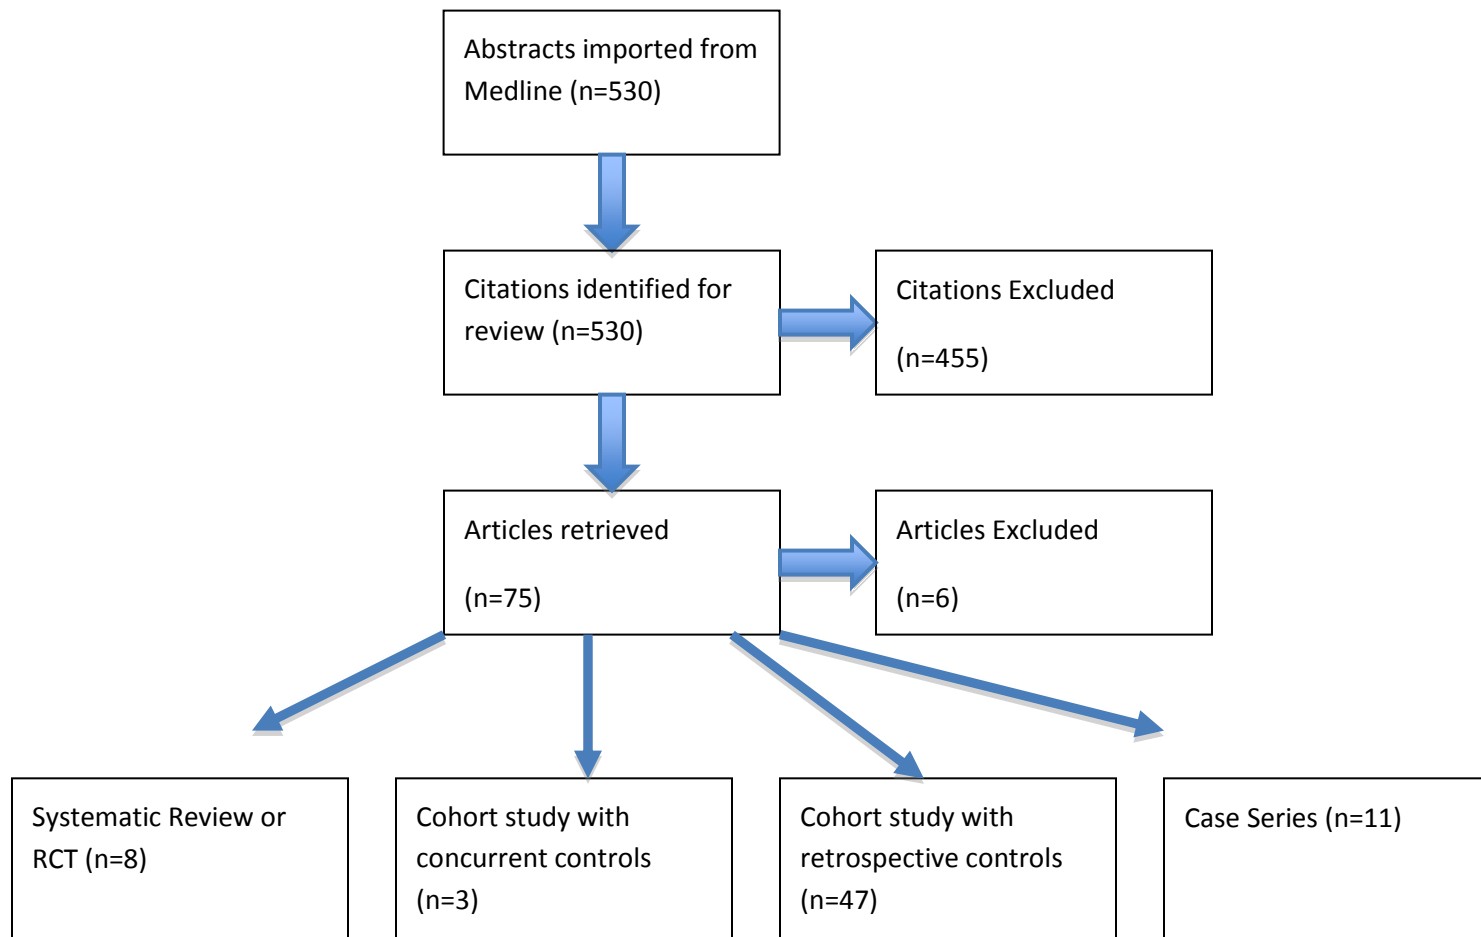 Abstracts imported from
Medline (n=530)
Citations identified for
review (n=530)
Citations Excluded
(n=455)
Articles retrieved
(n=75)
Articles Excluded
(n=6)
Systematic Review or
RCT (n=8)
Cohort study with
concurrent controls
(n=3)
Cohort study with
retrospective controls
(n=47)
Case Series (n=11)